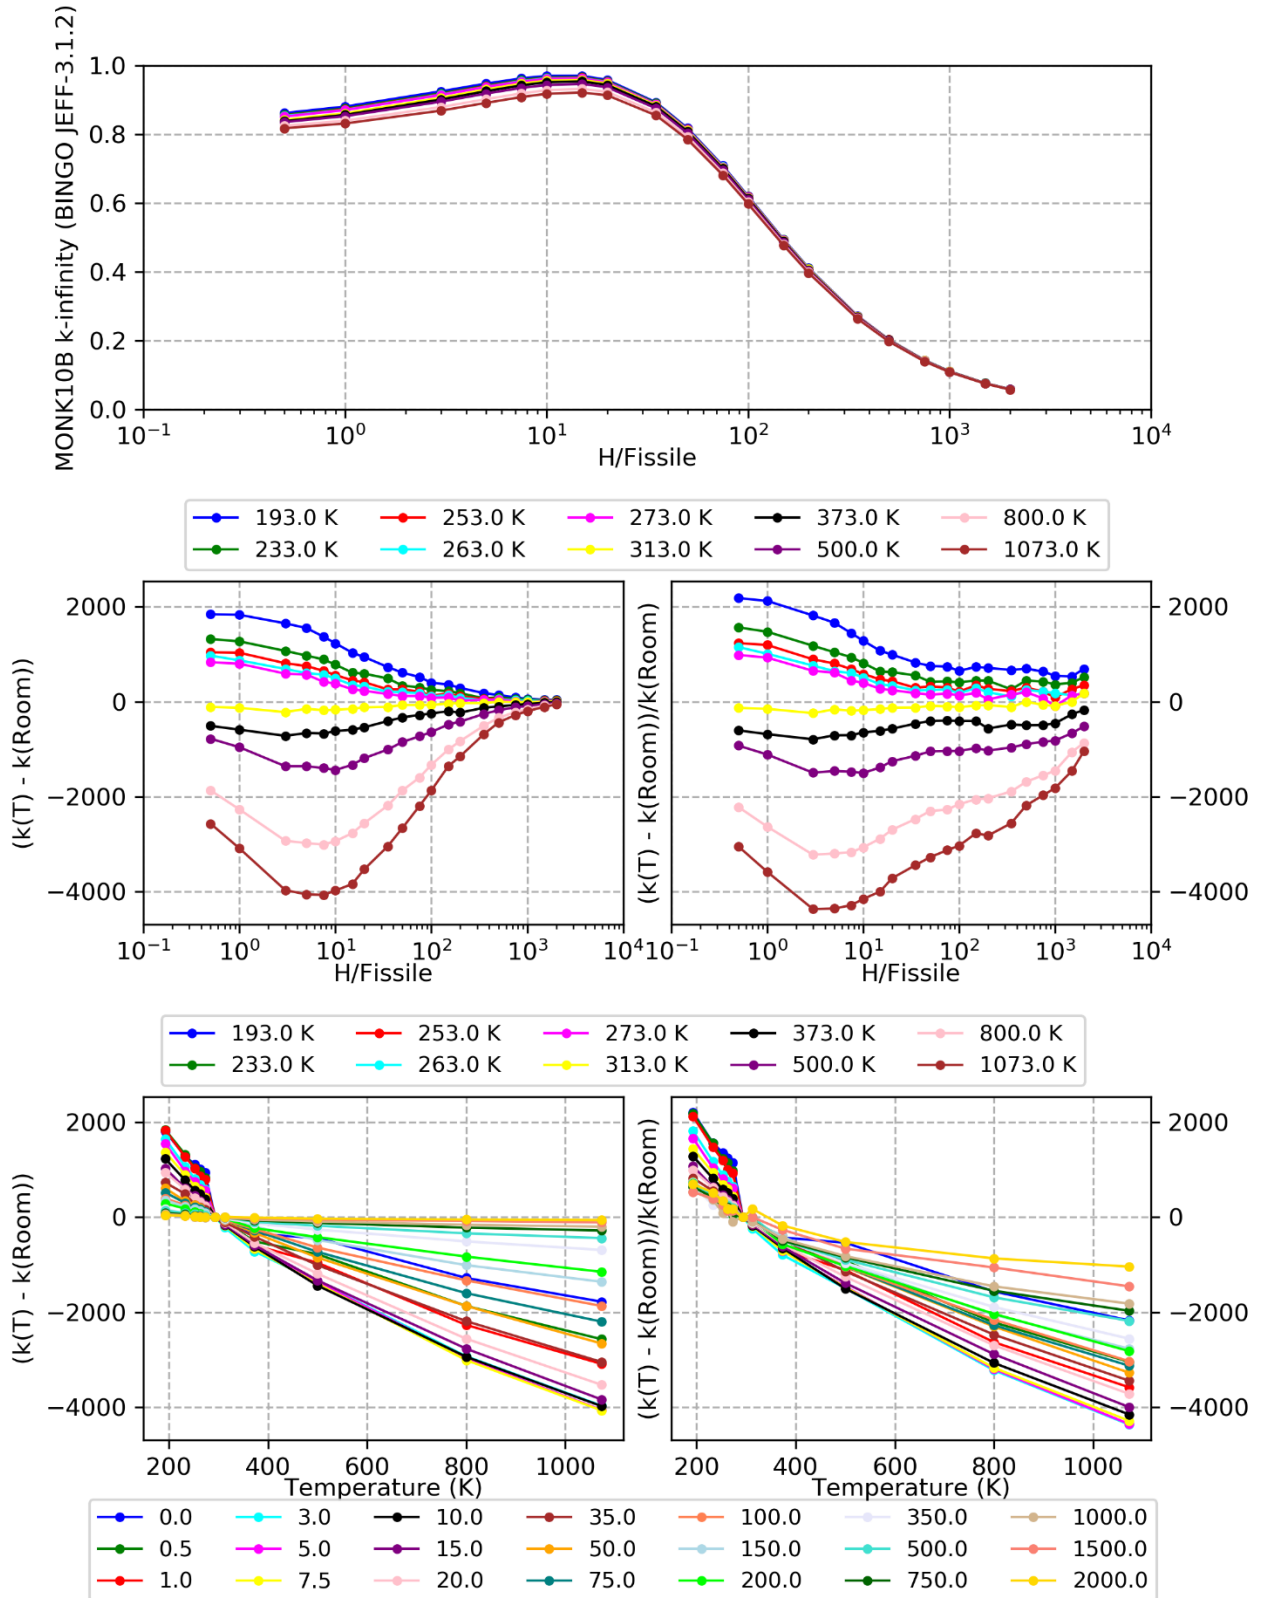 MONK10B k-infinity (BINGO JEFF-3.1.2)
1.0
0.8
0.6
0.4
0.2
0.0
10⁻¹ 10⁰ 10¹ 10² 10³ 10⁴
H/Fissile
193.0 K 253.0 K 273.0 K 373.0 K 800.0 K
233.0 K 263.0 K 313.0 K 500.0 K 1073.0 K
(k(T) - k(Room))
2000
0
−2000
−4000
10⁻¹ 10⁰ 10¹ 10² 10³ 10⁴
H/Fissile
(k(T) - k(Room))/k(Room)
2000
0
−2000
−4000
10⁻¹ 10⁰ 10¹ 10² 10³ 10⁴
H/Fissile
193.0 K 253.0 K 273.0 K 373.0 K 800.0 K
233.0 K 263.0 K 313.0 K 500.0 K 1073.0 K
(k(T) - k(Room))
2000
0
−2000
−4000
200 400 600 800 1000
Temperature (K)
(k(T) - k(Room))/k(Room)
2000
0
−2000
−4000
200 400 600 800 1000
Temperature (K)
0.0 3.0 10.0 35.0 100.0 350.0 1000.0
0.5 5.0 15.0 50.0 150.0 500.0 1500.0
1.0 7.5 20.0 75.0 200.0 750.0 2000.0